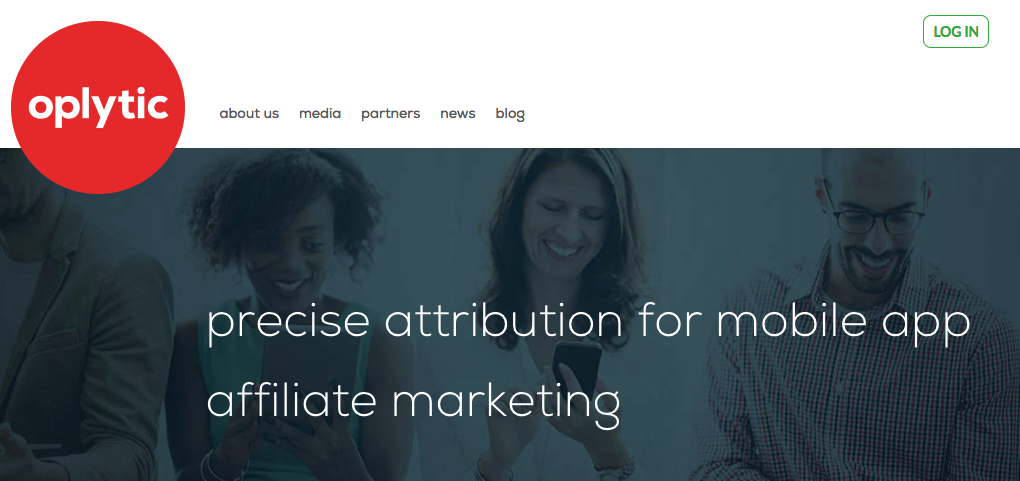 LOG IN
oplytic
about us media partners news blog
precise attribution for mobile app
affiliate marketing